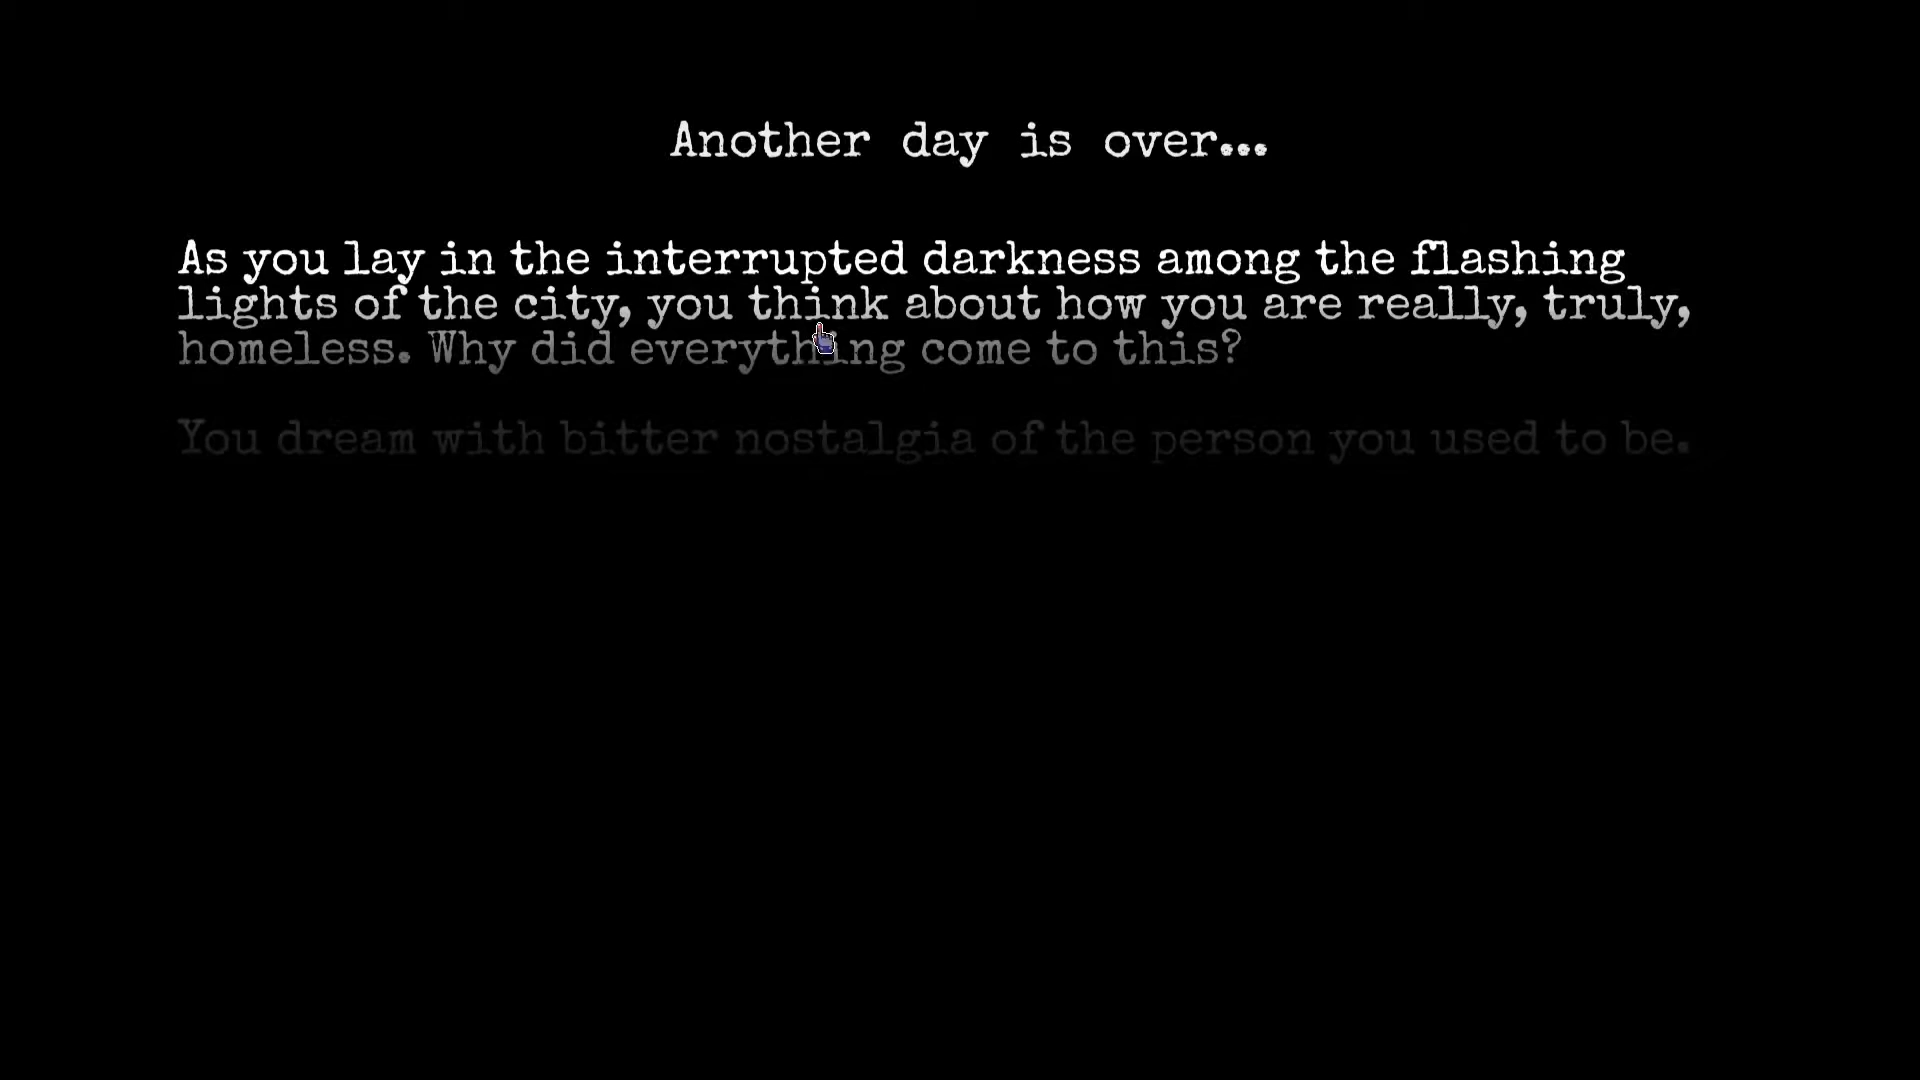 Another day is over...
As you lay in the interrupted darkness among the flashing
lights of the city, you think about how you are really, truly,
homeless. Why did everything come to this?
You dream with bitter nostalgia of the person you used to be.